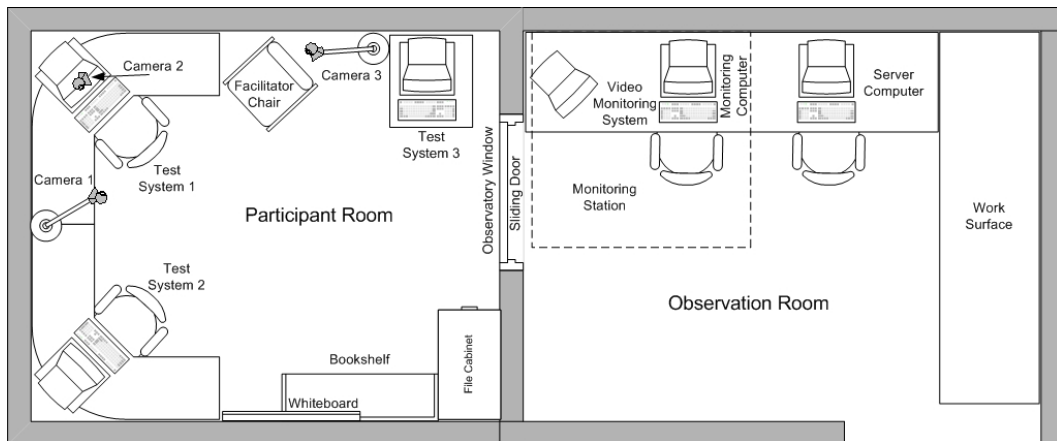 Camera 2
Facilitator
Chair
Camera 3
Test
System 3
Test
System 1
Camera 1
Participant Room
Test
System 2
Bookshelf
Whiteboard
File Cabinet
Observatory Window
Sliding Door
Video
Monitoring
System
Monitoring
Computer
Server
Computer
Monitoring
Station
Observation Room
Work
Surface